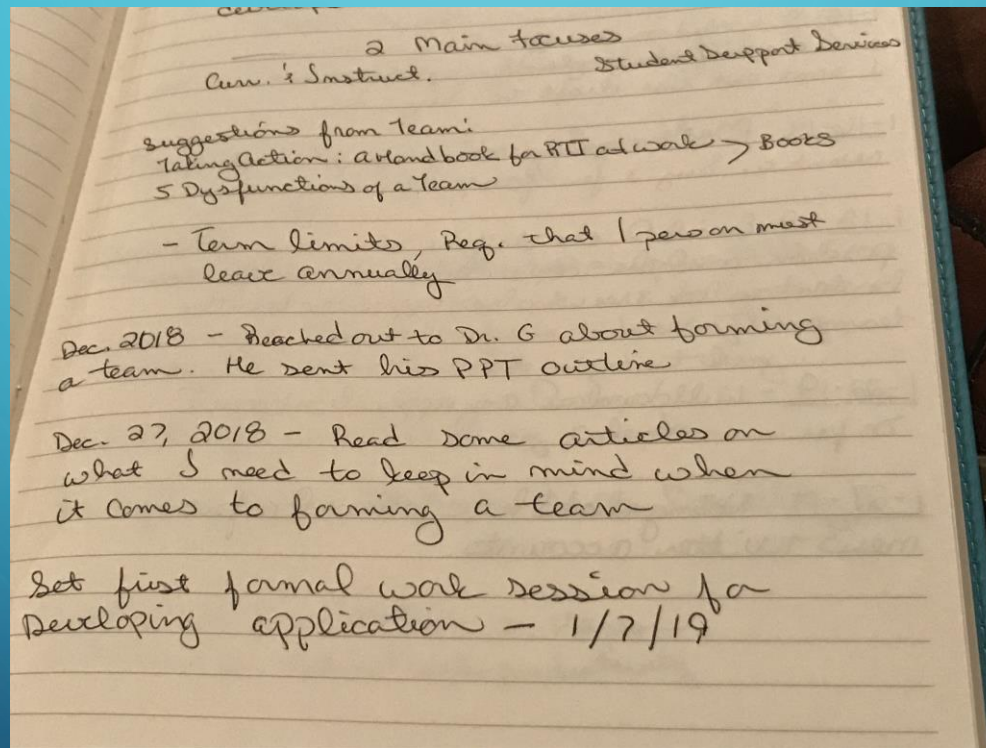 2 Main focuses
Curr. & Instruct. Student Support Services
Suggestions from Team:
Taking Action: a Handbook for RTI at work > Books
5 Dysfunctions of a Team
- Term limits, Req. that 1 person must
leave annually
Dec. 2018 - Reached out to Dr. G about forming
a team. He sent his PPT outline
Dec. 27, 2018 - Read some articles on
what I need to keep in mind when
it comes to forming a team
Set first formal work session for
Developing application - 1/7/19